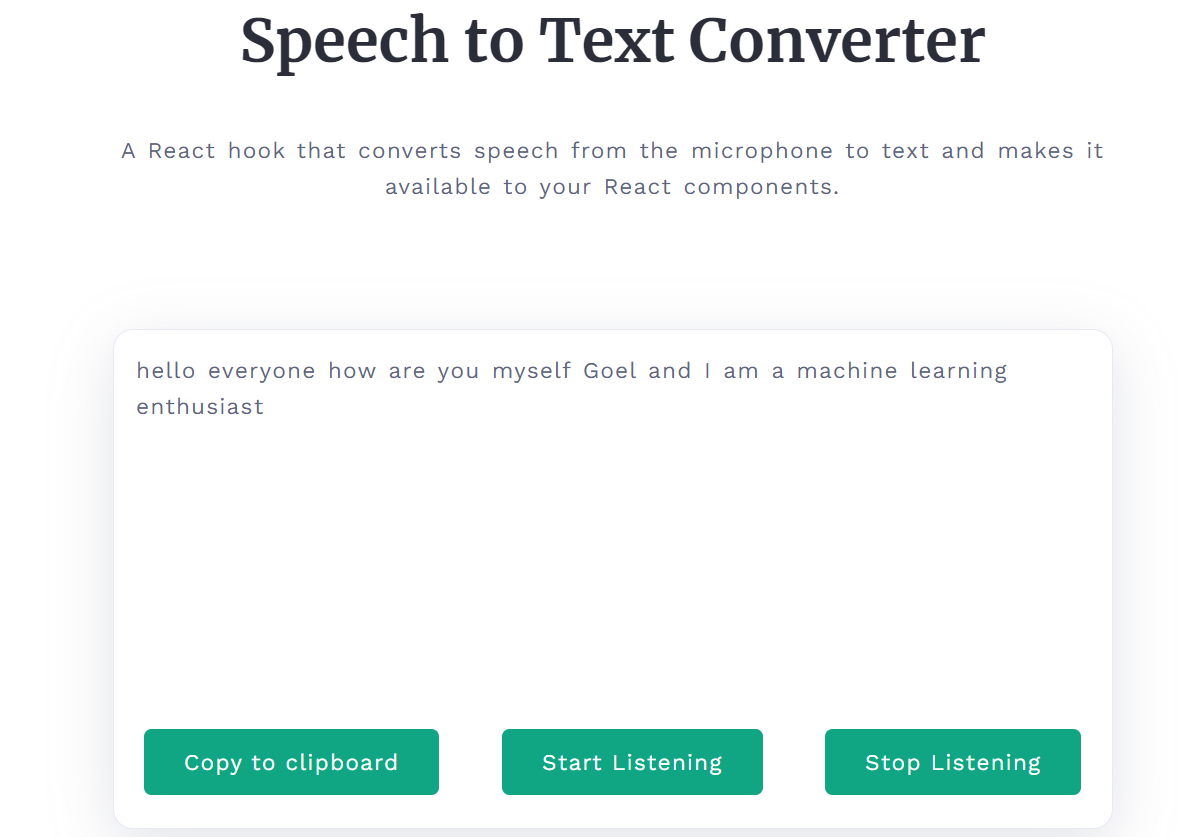 Speech to Text Converter
A React hook that converts speech from the microphone to text and makes it
available to your React components.
hello everyone how are you myself Goel and I am a machine learning
enthusiast
Copy to clipboard
Start Listening
Stop Listening